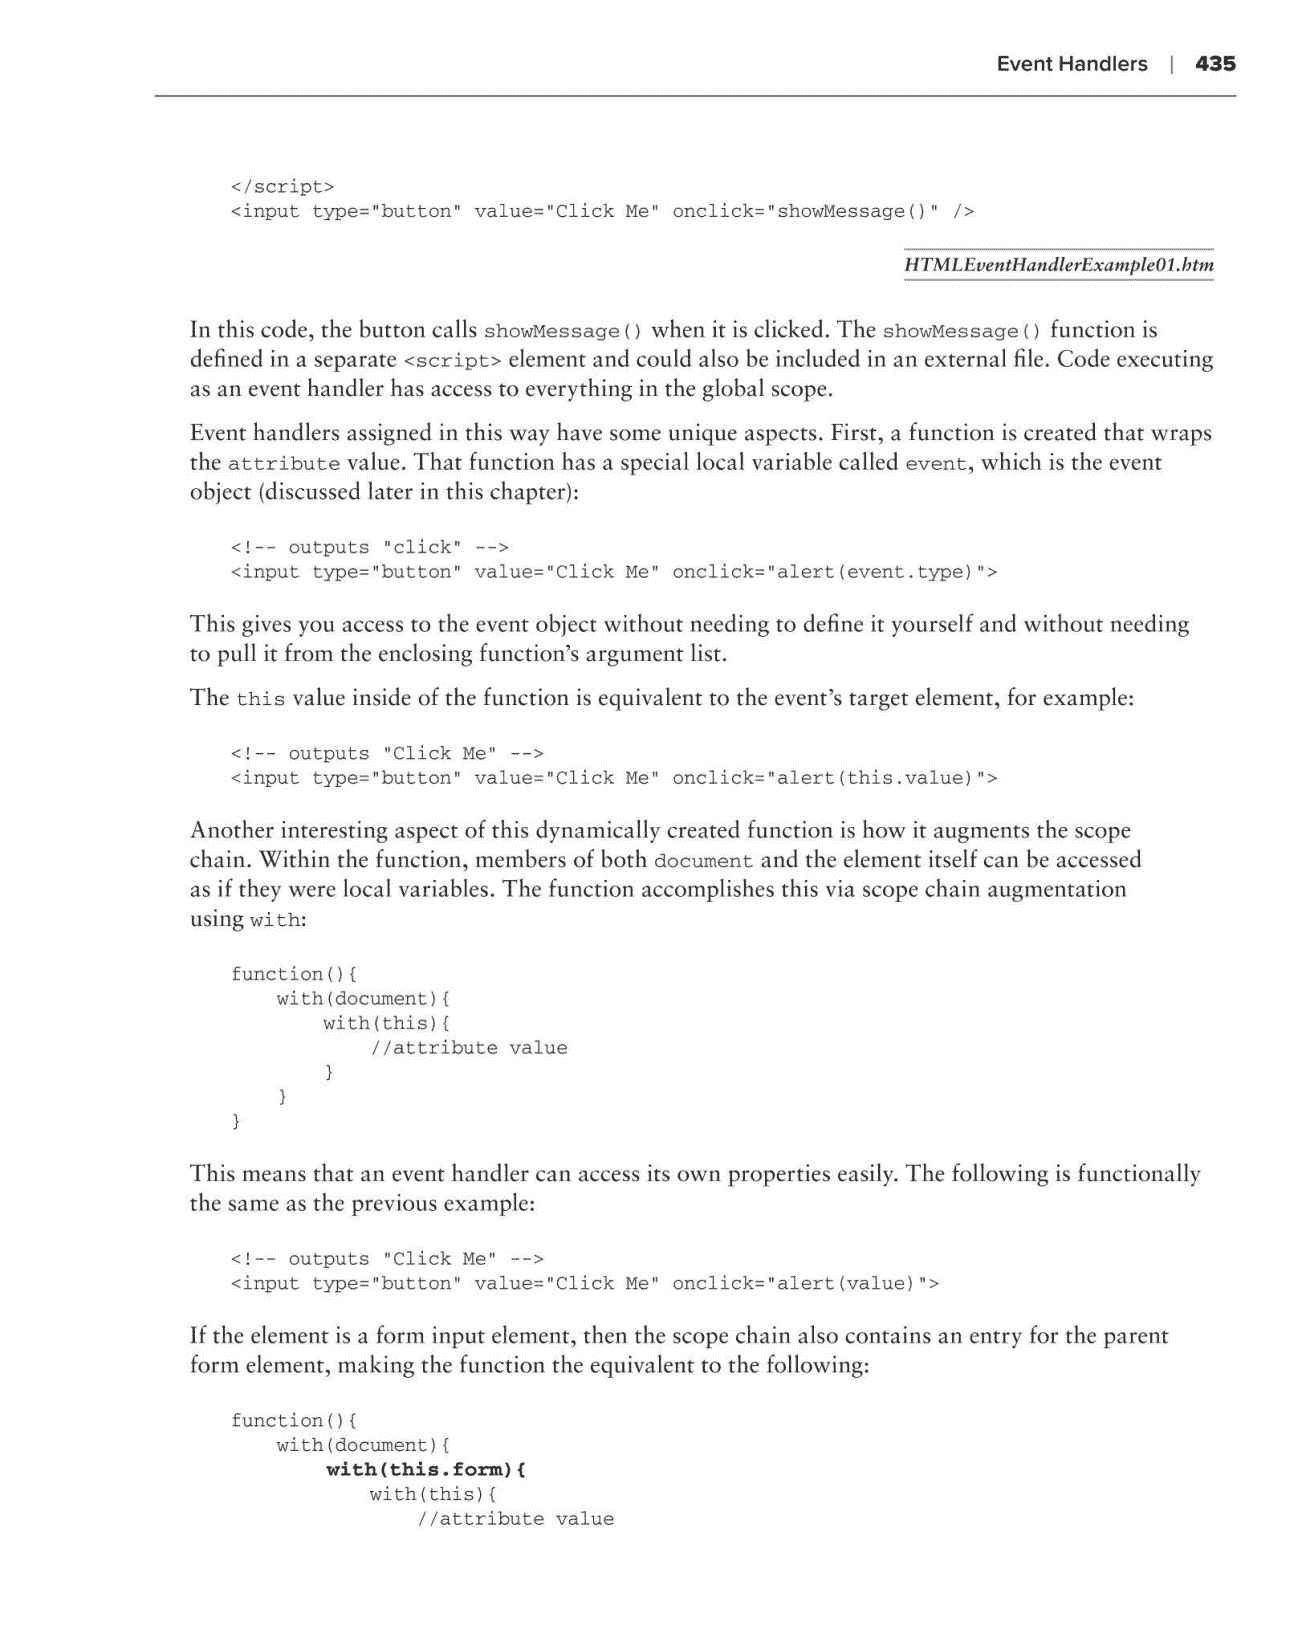 Event Handlers | 435
</script>
<input type="button" value="Click Me" onclick="showMessage()" />
HTMLEventHandlerExample01.htm
In this code, the button calls showMessage() when it is clicked. The showMessage() function is
defined in a separate <script> element and could also be included in an external file. Code executing
as an event handler has access to everything in the global scope.
Event handlers assigned in this way have some unique aspects. First, a function is created that wraps
the attribute value. That function has a special local variable called event, which is the event
object (discussed later in this chapter):
<!-- outputs "click" -->
<input type="button" value="Click Me" onclick="alert(event.type)">
This gives you access to the event object without needing to define it yourself and without needing
to pull it from the enclosing function’s argument list.
The this value inside of the function is equivalent to the event’s target element, for example:
<!-- outputs "Click Me" -->
<input type="button" value="Click Me" onclick="alert(this.value)">
Another interesting aspect of this dynamically created function is how it augments the scope
chain. Within the function, members of both document and the element itself can be accessed
as if they were local variables. The function accomplishes this via scope chain augmentation
using with:
function(){
with(document){
with(this){
//attribute value
}
}
}
This means that an event handler can access its own properties easily. The following is functionally
the same as the previous example:
<!-- outputs "Click Me" -->
<input type="button" value="Click Me" onclick="alert(value)">
If the element is a form input element, then the scope chain also contains an entry for the parent
form element, making the function the equivalent to the following:
function(){
with(document){
with(this.form){
with(this){
//attribute value